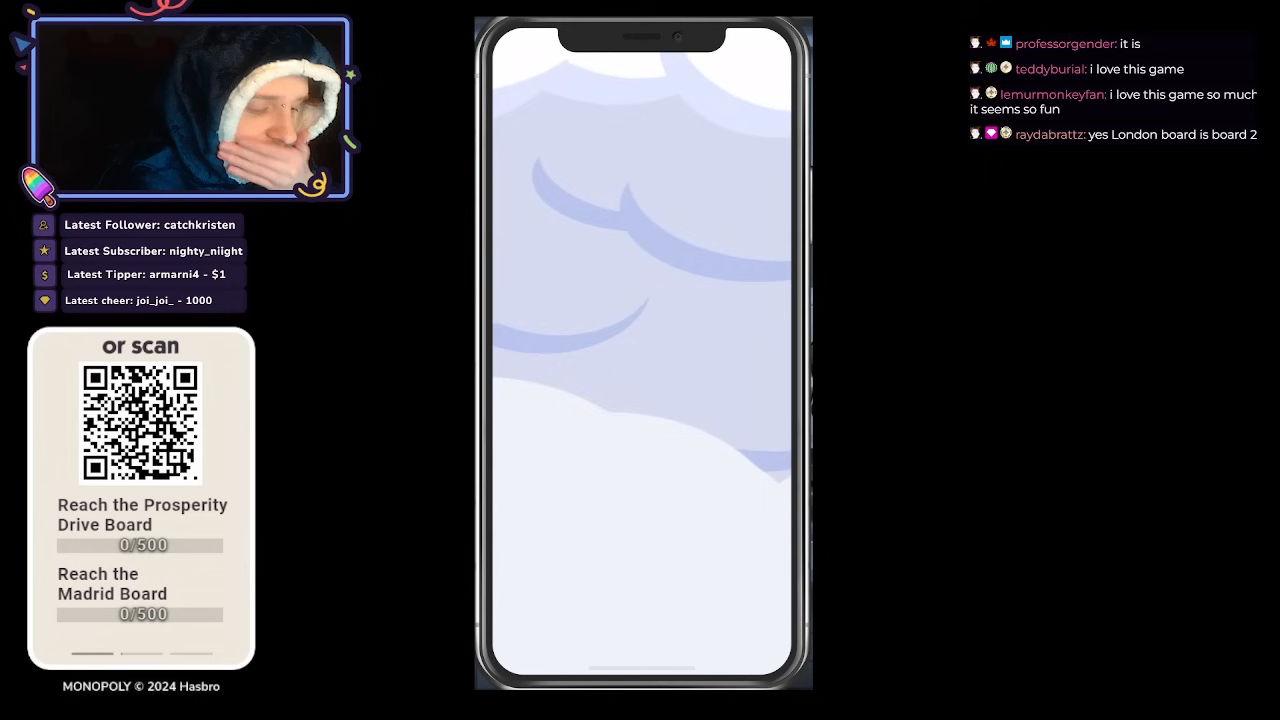 Latest Follower: catchkristen
Latest Subscriber: nighty_niight
Latest Tipper: armarni4 - $1
Latest cheer: joi_joi_ - 1000
or scan
Reach the Prosperity
Drive Board
0/500
Reach the
Madrid Board
0/500
MONOPOLY © 2024 Hasbro
professorgender: it is
teddyburial: i love this game
lemurmonkeyfan: i love this game so much
it seems so fun
raydabrattz: yes London board is board 2